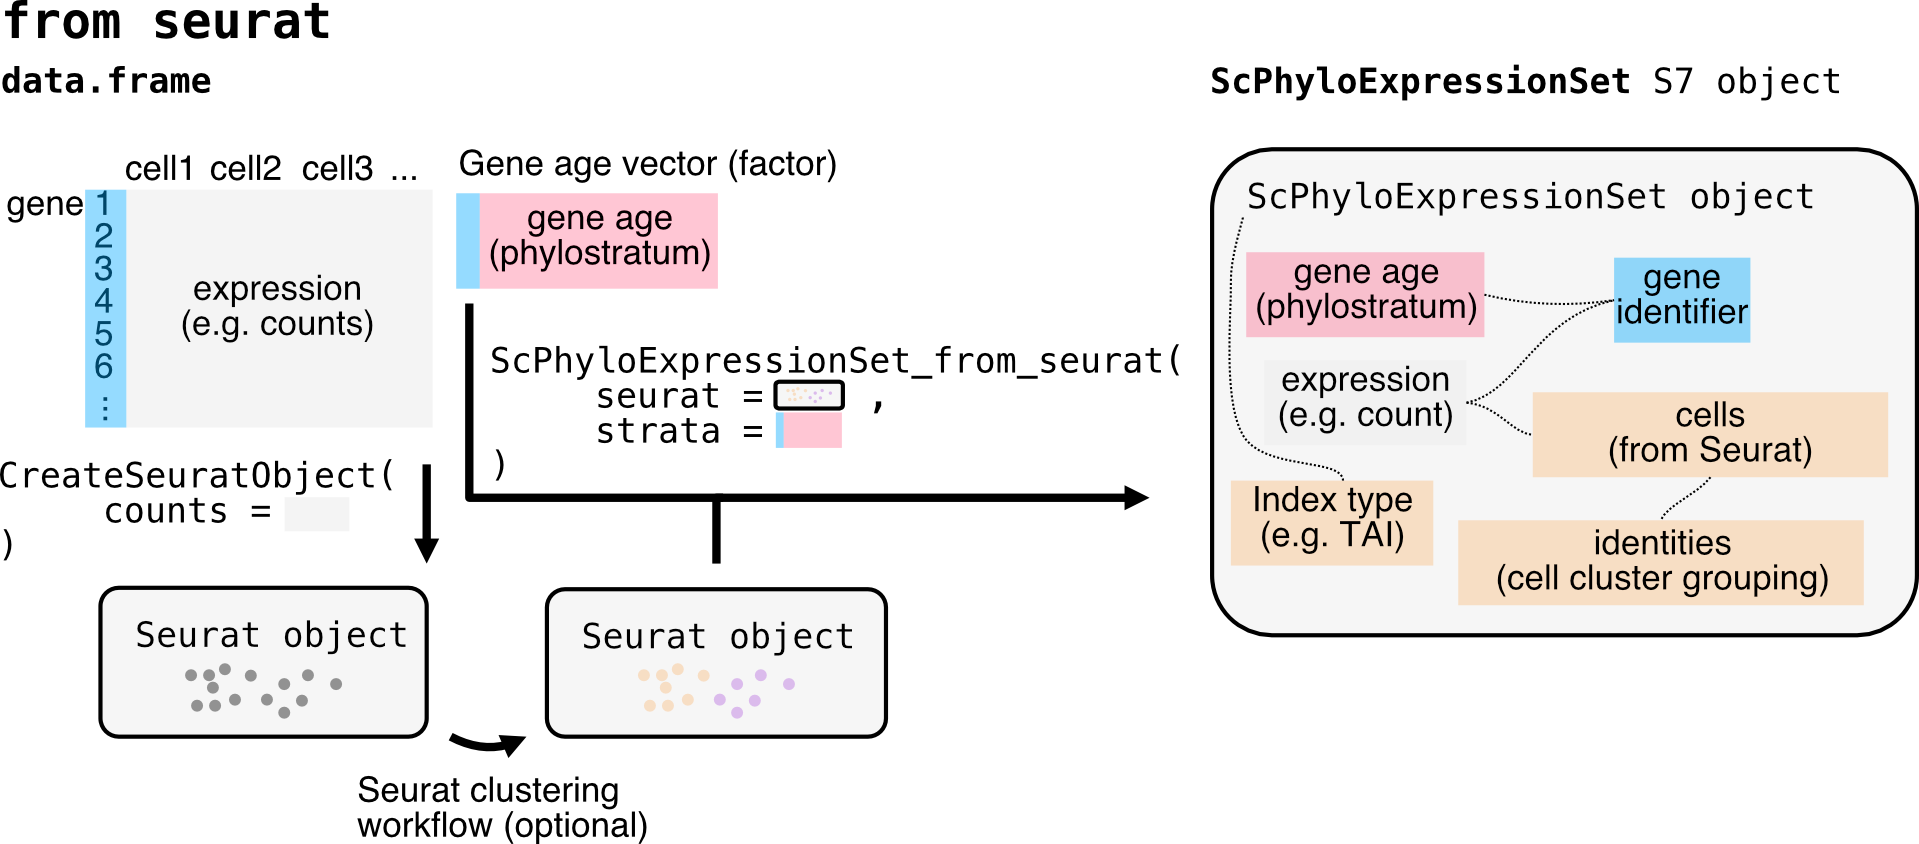 from seurat
data.frame
cell1 cell2 cell3 ...
gene 1
2
3
4
5
6
⋮
expression
(e.g. counts)
Gene age vector (factor)
gene age
(phylostratum)
CreateSeuratObject(
counts =
)
ScPhyloExpressionSet_from_seurat(
seurat = ,
strata =
)
Seurat object
Seurat clustering
workflow (optional)
Seurat object
ScPhyloExpressionSet S7 object
ScPhyloExpressionSet object
gene age
(phylostratum)
gene
identifier
expression
(e.g. count)
cells
(from Seurat)
Index type
(e.g. TAI)
identities
(cell cluster grouping)